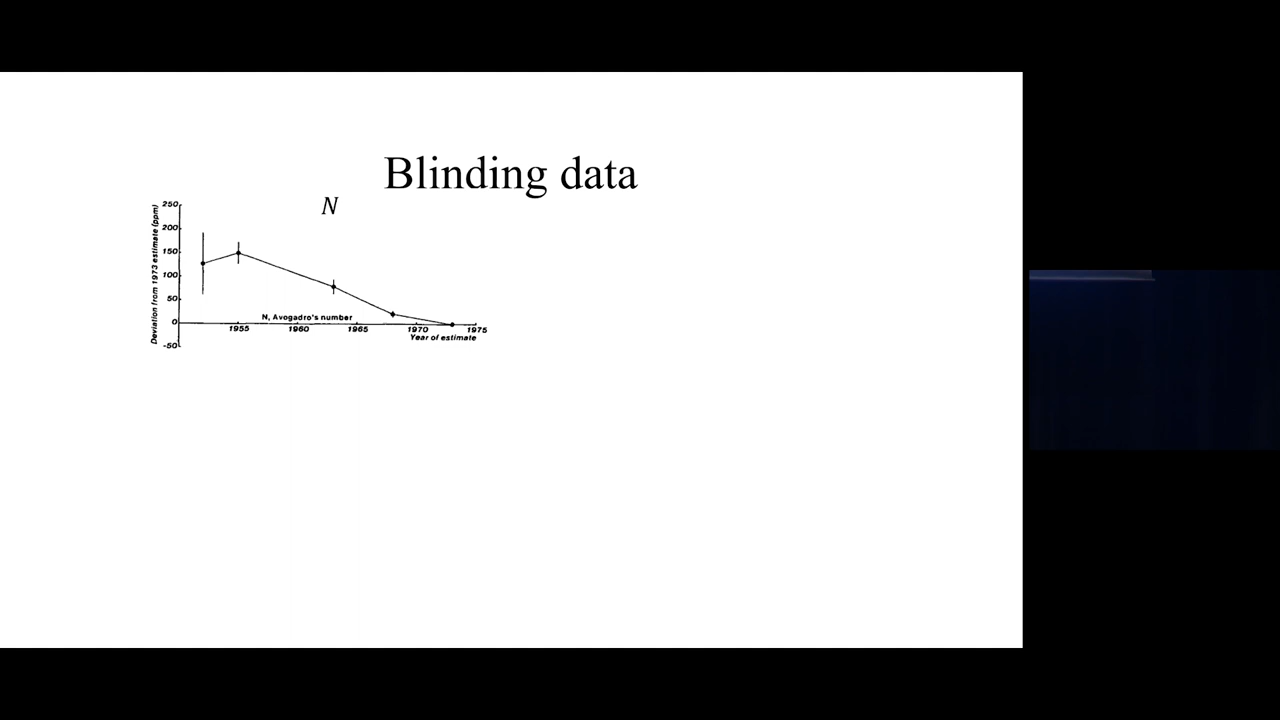 Blinding data
N
Deviation from 1973 estimate (ppm)
250
200
150
100
50
0
-50
N, Avogadro's number
1955 1960 1965 1970 1975
Year of estimate